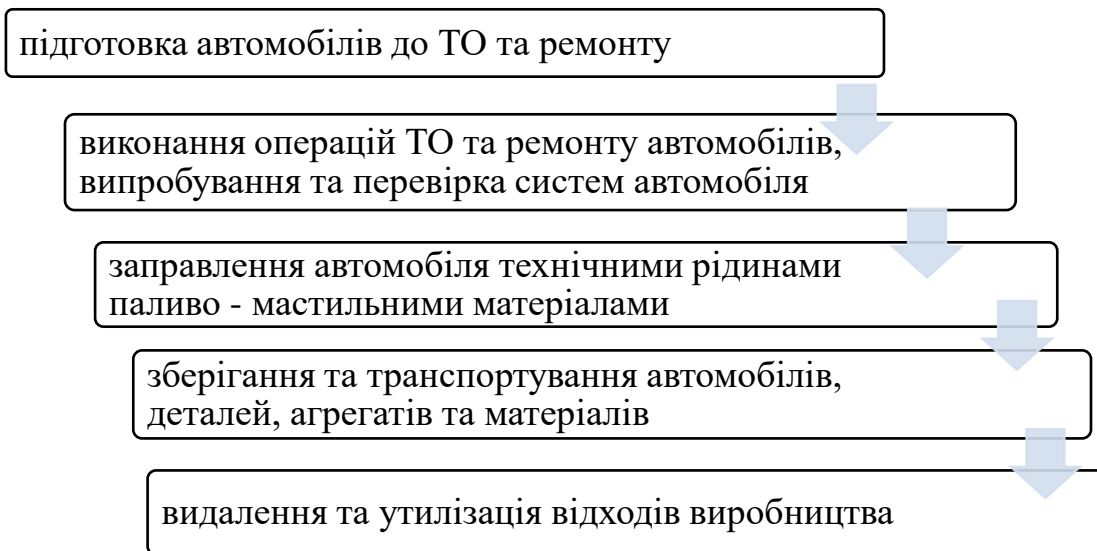 підготовка автомобілів до ТО та ремонту
виконання операцій ТО та ремонту автомобілів,
випробування та перевірка систем автомобіля
заправлення автомобіля технічними рідинами
паливо - мастильними матеріалами
зберігання та транспортування автомобілів,
деталей, агрегатів та матеріалів
видалення та утилізація відходів виробництва